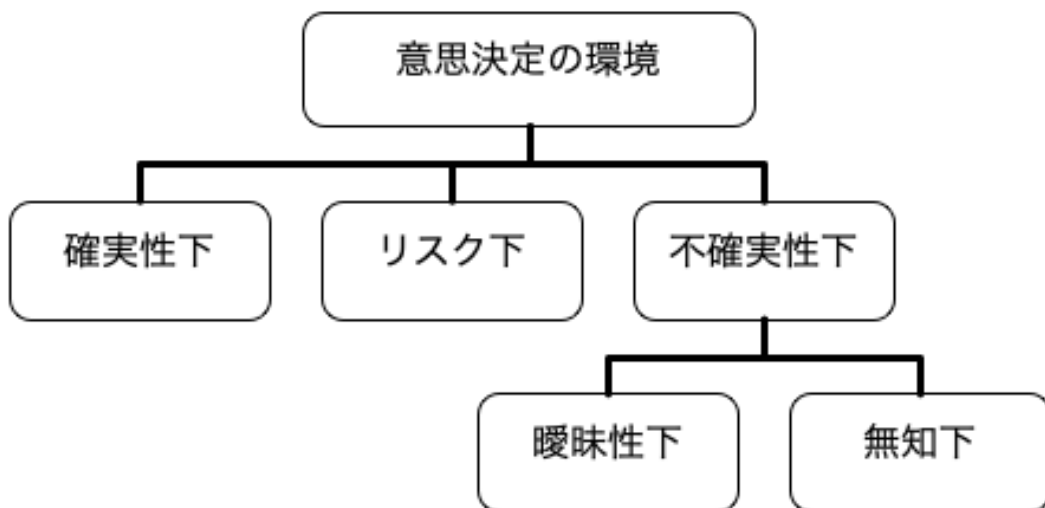 意思決定の環境
確実性下
リスク下
不確実性下
曖昧性下
無知下